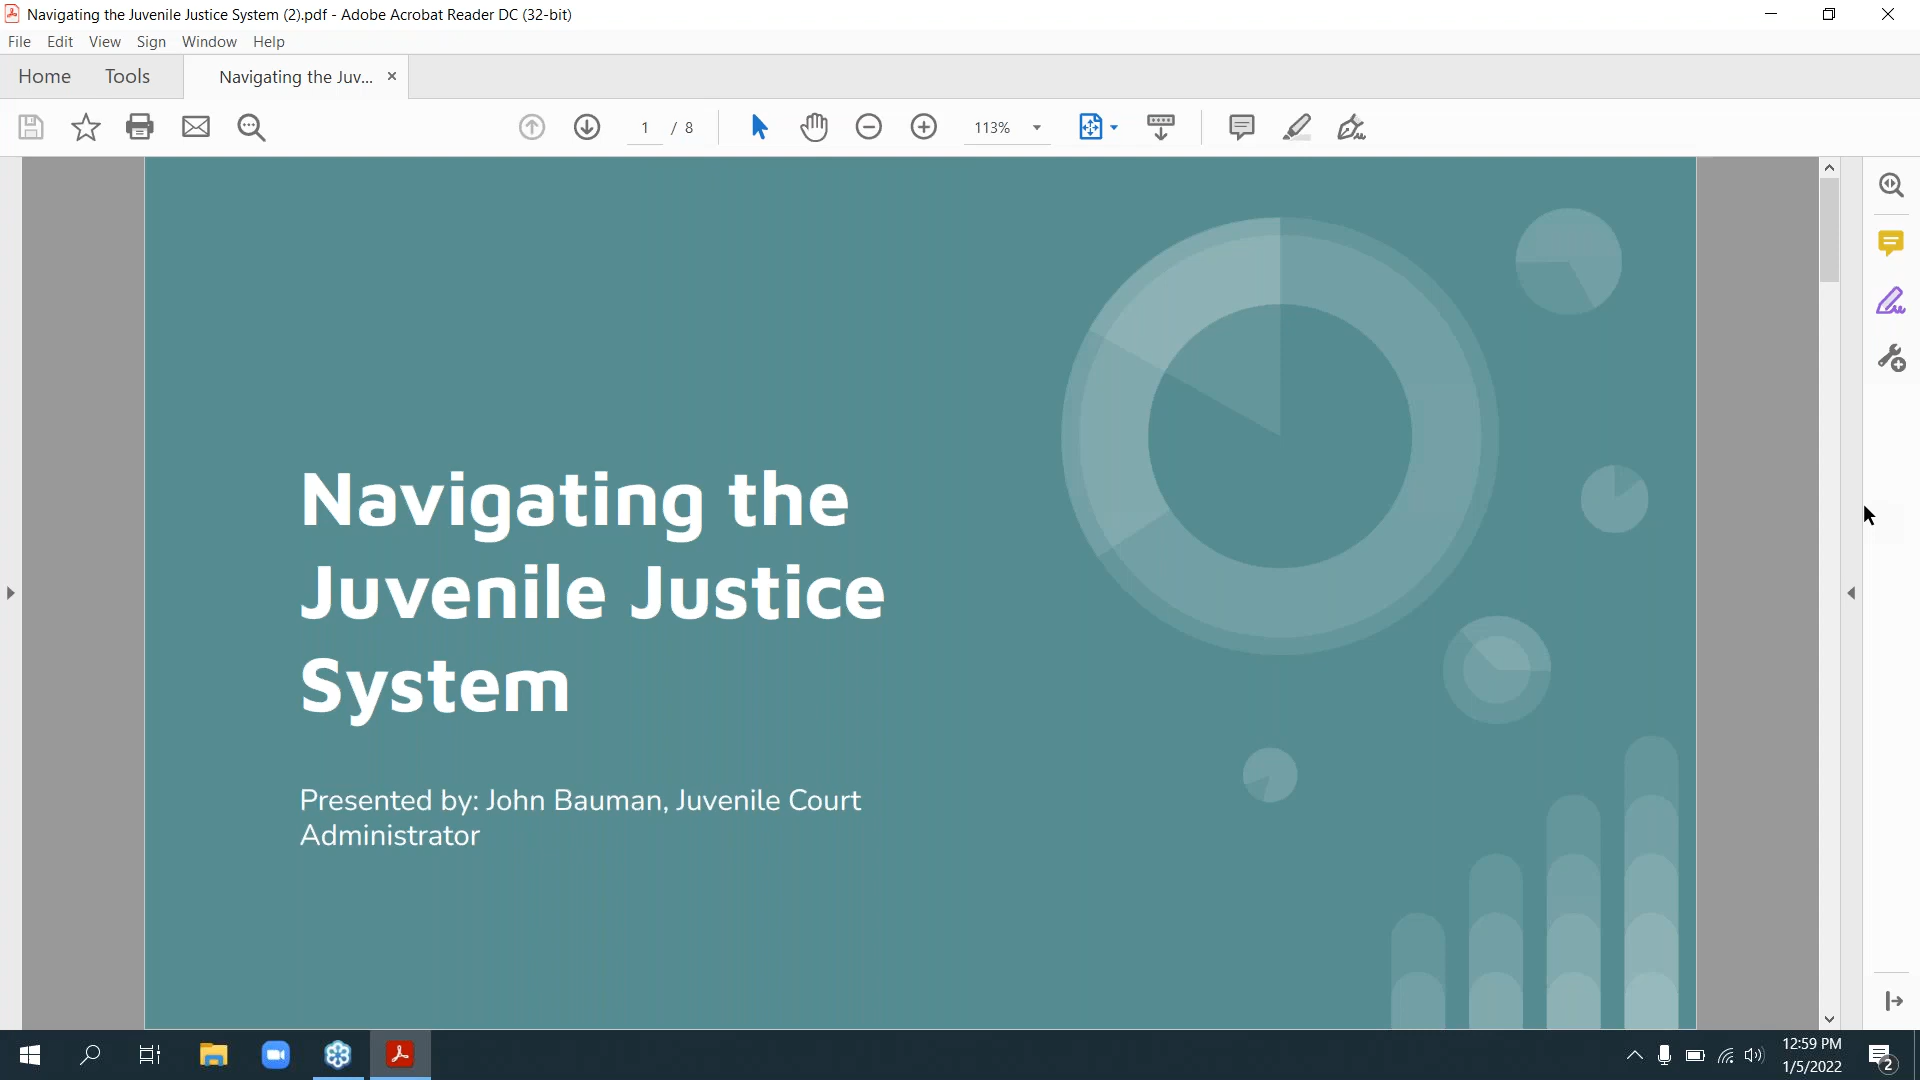 Navigating the Juvenile Justice System (2).pdf - Adobe Acrobat Reader DC (32-bit)
File Edit View Sign Window Help
Home Tools Navigating the Juv...
1 / 8 113%
Navigating the
Juvenile Justice
System
Presented by: John Bauman, Juvenile Court
Administrator
12:59 PM
1/5/2022
2